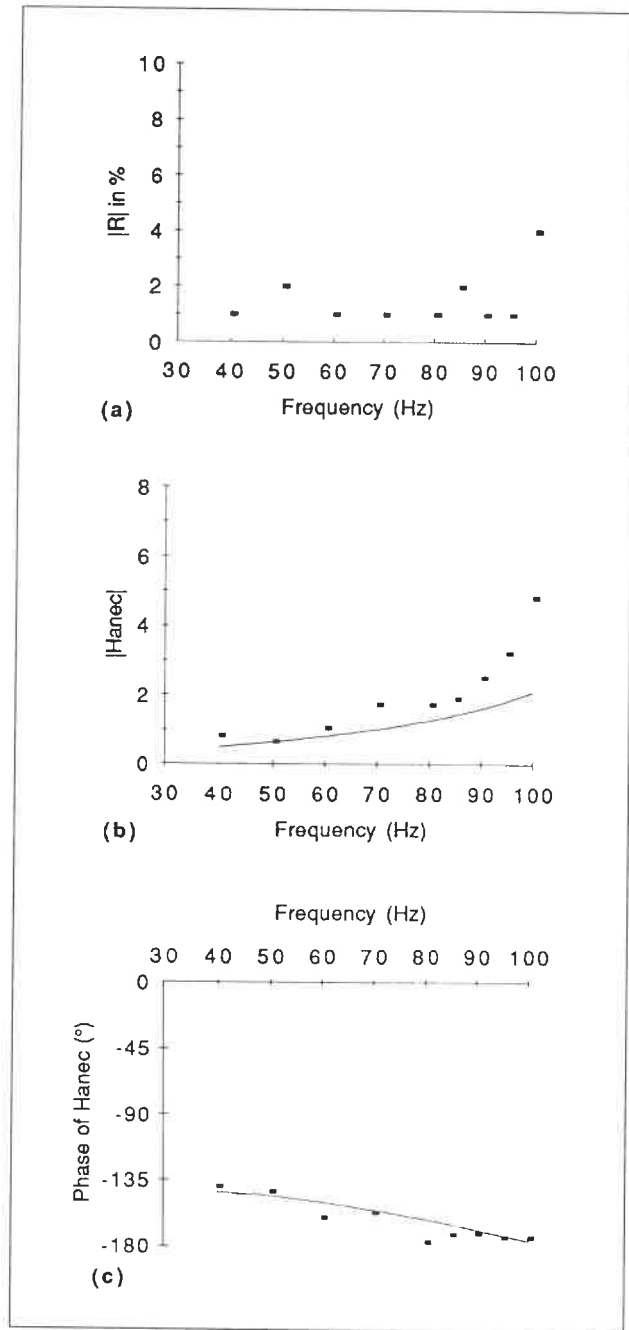 10
8
6
4
2
0
|R| in %
30 40 50 60 70 80 90 100
(a) Frequency (Hz)
8
6
4
2
0
|Hanec|
30 40 50 60 70 80 90 100
(b) Frequency (Hz)
Frequency (Hz)
30 40 50 60 70 80 90 100
0
-45
-90
-135
-180
Phase of Hanec (°)
(c)